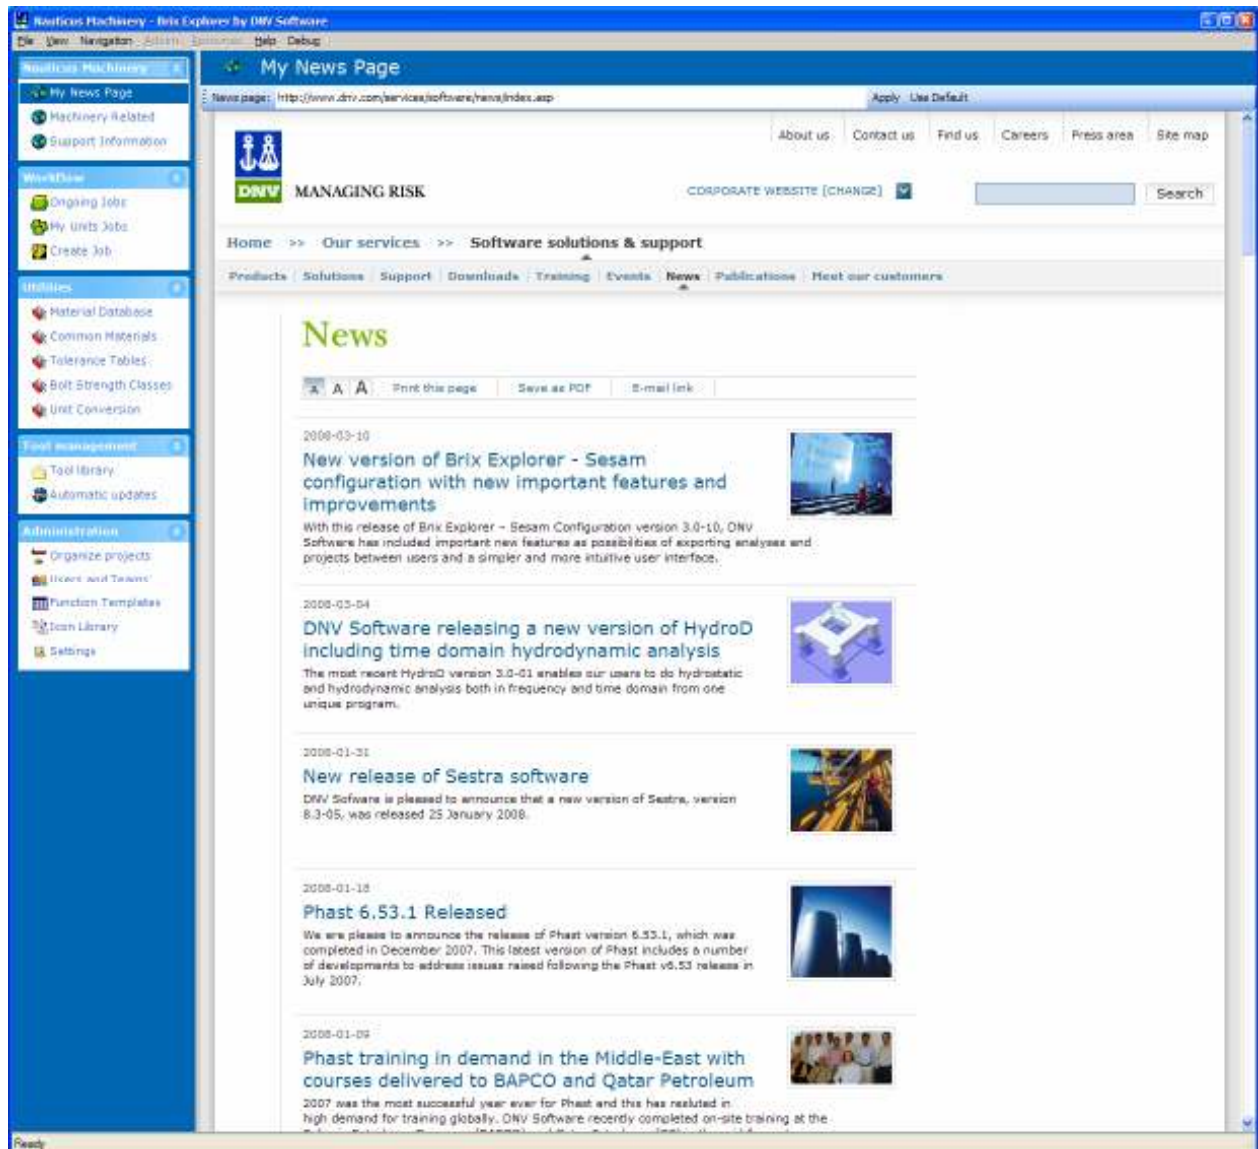 Nauticus Machinery - Brix Explorer by DNV Software
File View Navigation Actions Resources Help Debug
Nauticus Machinery
My News Page
Machinery Related
Support Information
Workflow
Ongoing Jobs
My Units Jobs
Create Job
Utilities
Material Database
Common Materials
Tolerance Tables
Bolt Strength Classes
Unit Conversion
Tool management
Tool library
Automatic updates
Administration
Organize projects
Users and Teams
Function Templates
Icon Library
Settings
My News Page
News page: http://www.dnv.com/services/software/news/index.asp Apply Use Default
About us Contact us Find us Careers Press area Site map
DNV MANAGING RISK
CORPORATE WEBSITE [CHANGE] Search
Home >> Our services >> Software solutions & support
Products Solutions Support Downloads Training Events News Publications Meet our customers
News
A A A Print this page Save as PDF E-mail link
2008-03-10
New version of Brix Explorer - Sesam
configuration with new important features and
improvements
With this release of Brix Explorer – Sesam Configuration version 3.0-10, DNV
Software has included important new features as possibilities of exporting analyses and
projects between users and a simpler and more intuitive user interface.
2008-03-04
DNV Software releasing a new version of HydroD
including time domain hydrodynamic analysis
The most recent HydroD version 3.0-01 enables our users to do hydrostatic
and hydrodynamic analysis both in frequency and time domain from one
unique program.
2008-01-31
New release of Sestra software
DNV Sofware is pleased to announce that a new version of Sestra, version
8.3-05, was released 25 January 2008.
2008-01-18
Phast 6.53.1 Released
We are please to announce the release of Phast version 6.53.1, which was
completed in December 2007. This latest version of Phast includes a number
of developments to address issues raised following the Phast v6.53 release in
July 2007.
2008-01-09
Phast training in demand in the Middle-East with
courses delivered to BAPCO and Qatar Petroleum
2007 was the most successful year ever for Phast and this has resluted in
high demand for training globally. DNV Software recently completed on-site training at the
Ready